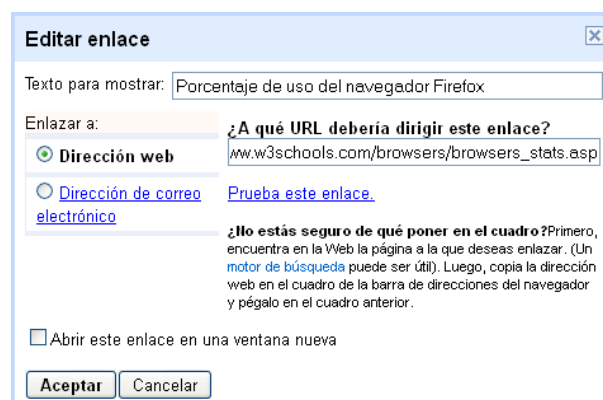 Editar enlace
Texto para mostrar: Porcentaje de uso del navegador Firefox
Enlazar a:
Dirección web
Dirección de correo
electrónico
¿A qué URL debería dirigir este enlace?
ww.w3schools.com/browsers/browsers_stats.asp
Prueba este enlace.
¿No estás seguro de qué poner en el cuadro?Primero,
encuentra en la Web la página a la que deseas enlazar. (Un
motor de búsqueda puede ser útil). Luego, copia la dirección
web en el cuadro de la barra de direcciones del navegador
y pégalo en el cuadro anterior.
Abrir este enlace en una ventana nueva
Aceptar Cancelar